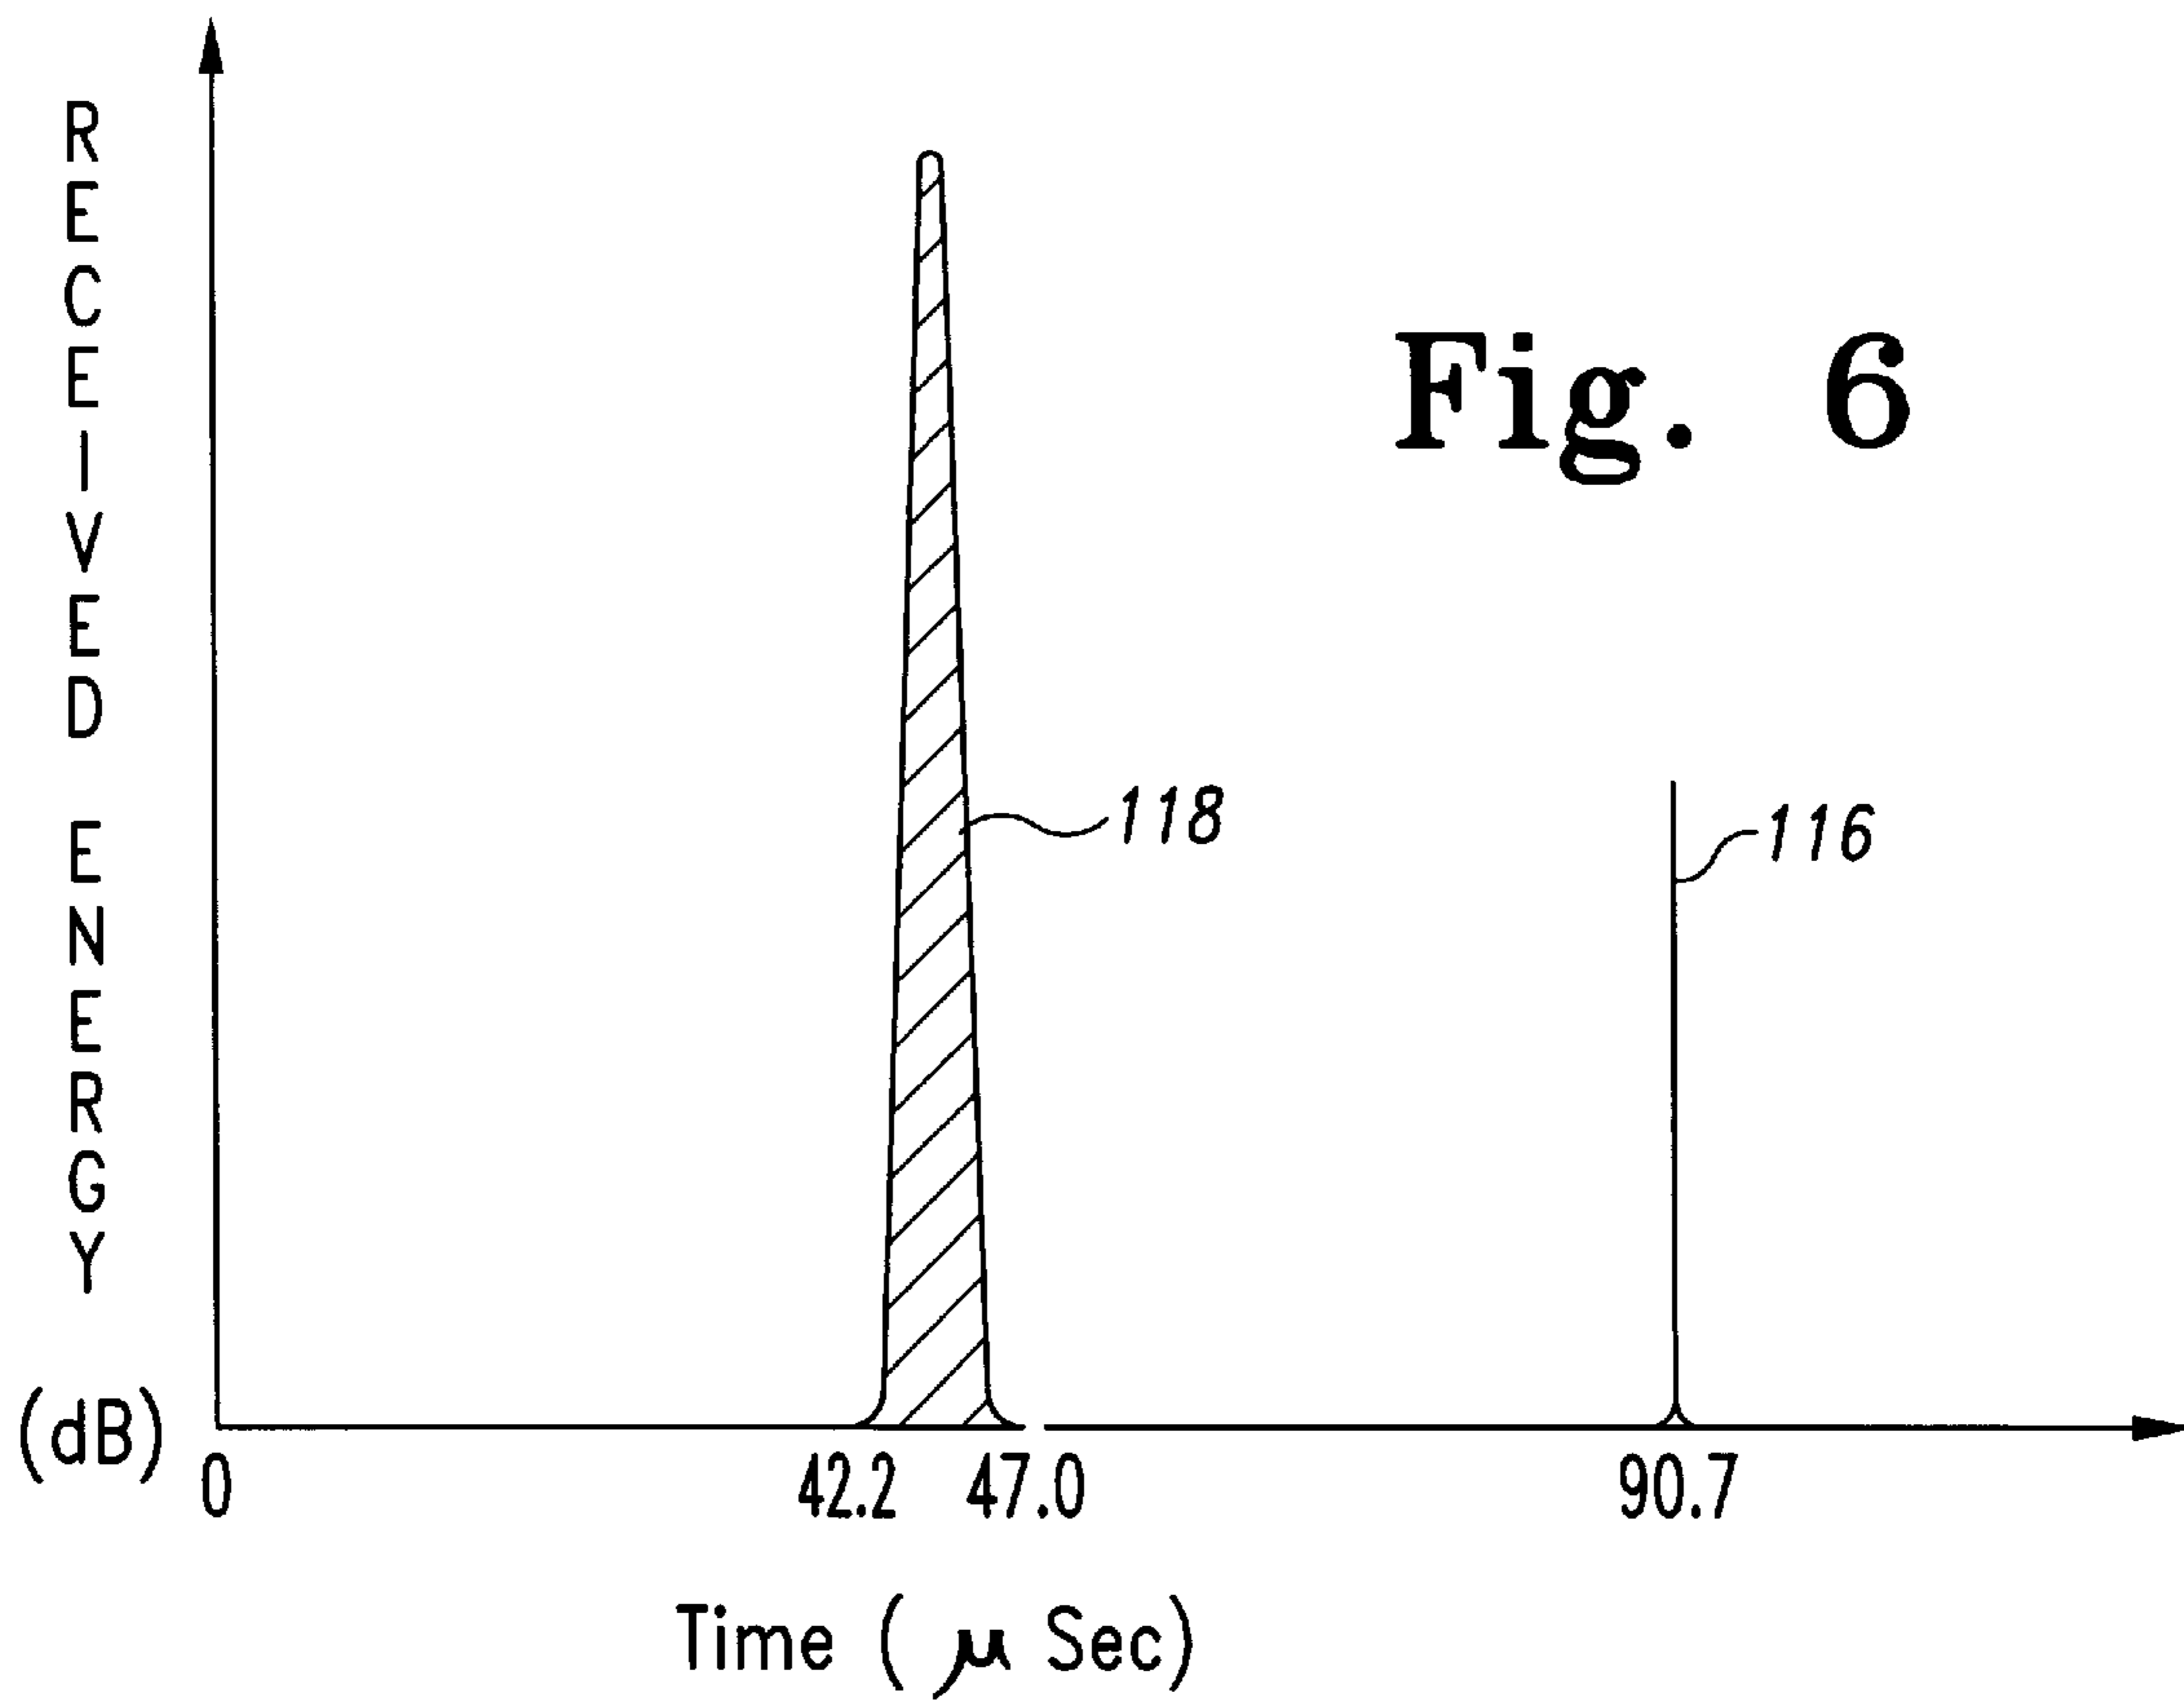 RECEIVED ENERGY
(dB)
Fig. 6
118
116
0 42.2 47.0 90.7
Time (μ Sec)